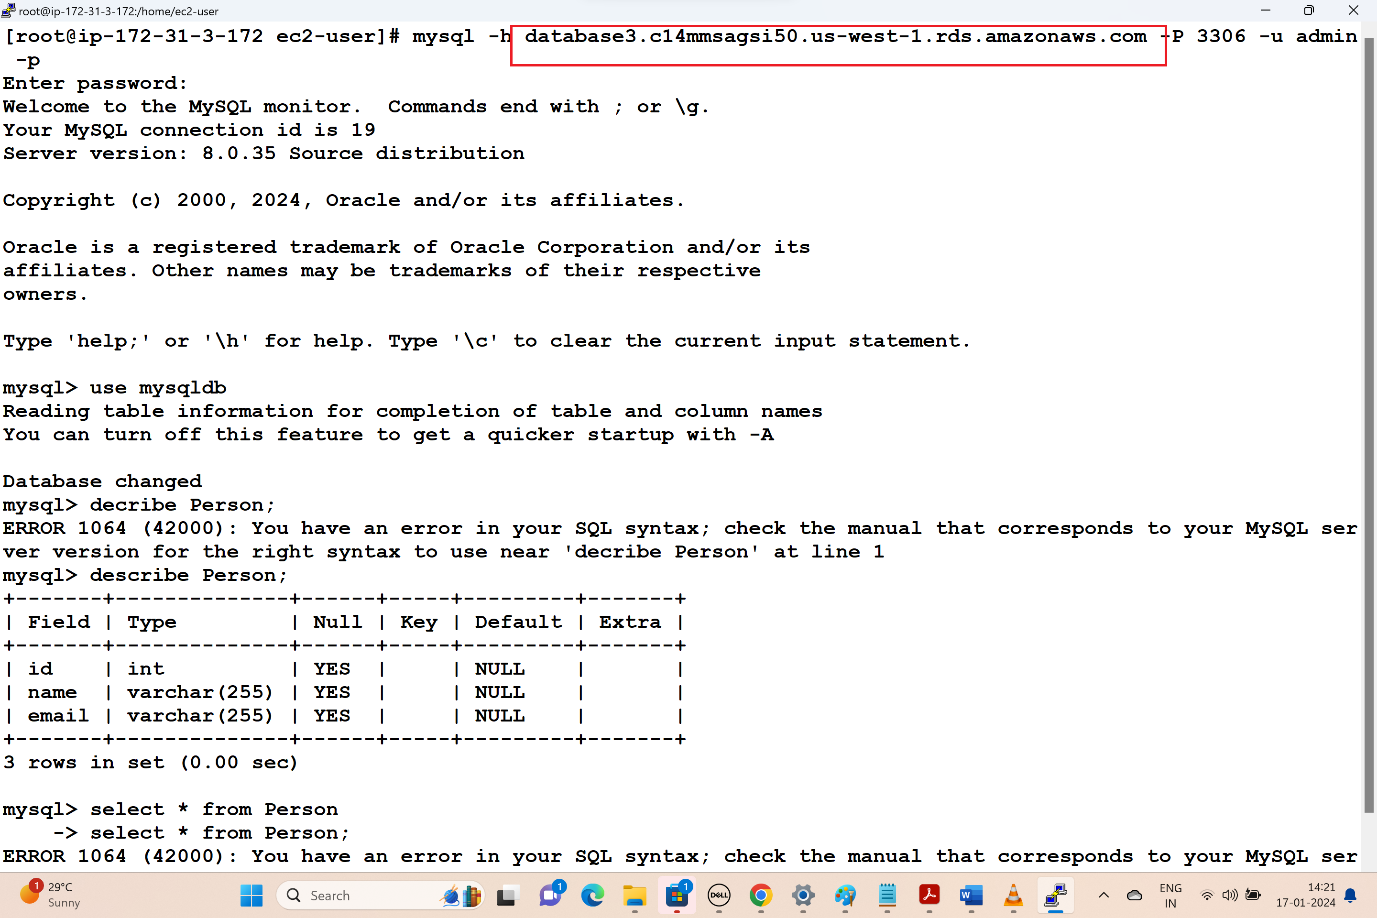 root@ip-172-31-3-172:/home/ec2-user
[root@ip-172-31-3-172 ec2-user]# mysql -h database3.c14mmsagsi50.us-west-1.rds.amazonaws.com -P 3306 -u admin
 -p
Enter password:
Welcome to the MySQL monitor.  Commands end with ; or \g.
Your MySQL connection id is 19
Server version: 8.0.35 Source distribution
Copyright (c) 2000, 2024, Oracle and/or its affiliates.
Oracle is a registered trademark of Oracle Corporation and/or its
affiliates. Other names may be trademarks of their respective
owners.
Type 'help;' or '\h' for help. Type '\c' to clear the current input statement.
mysql> use mysqldb
Reading table information for completion of table and column names
You can turn off this feature to get a quicker startup with -A
Database changed
mysql> decribe Person;
ERROR 1064 (42000): You have an error in your SQL syntax; check the manual that corresponds to your MySQL ser
ver version for the right syntax to use near 'decribe Person' at line 1
mysql> describe Person;
+-------+--------------+------+-----+---------+-------+
| Field | Type         | Null | Key | Default | Extra |
+-------+--------------+------+-----+---------+-------+
| id    | int          | YES  |     | NULL    |       |
| name  | varchar(255) | YES  |     | NULL    |       |
| email | varchar(255) | YES  |     | NULL    |       |
+-------+--------------+------+-----+---------+-------+
3 rows in set (0.00 sec)
mysql> select * from Person
    -> select * from Person;
ERROR 1064 (42000): You have an error in your SQL syntax; check the manual that corresponds to your MySQL ser
1
29°C
Sunny
Search
1
1
DELL
ENG
IN
14:21
17-01-2024